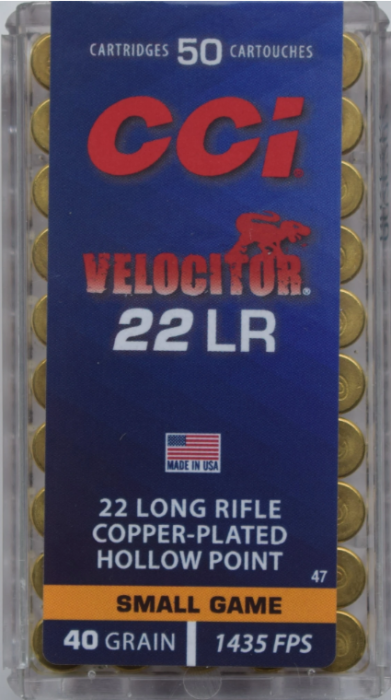 CARTRIDGES 50 CARTOUCHES
CCI
VELOCITOR®
22 LR
MADE IN USA
22 LONG RIFLE
COPPER-PLATED
HOLLOW POINT
47
SMALL GAME
40 GRAIN | 1435 FPS